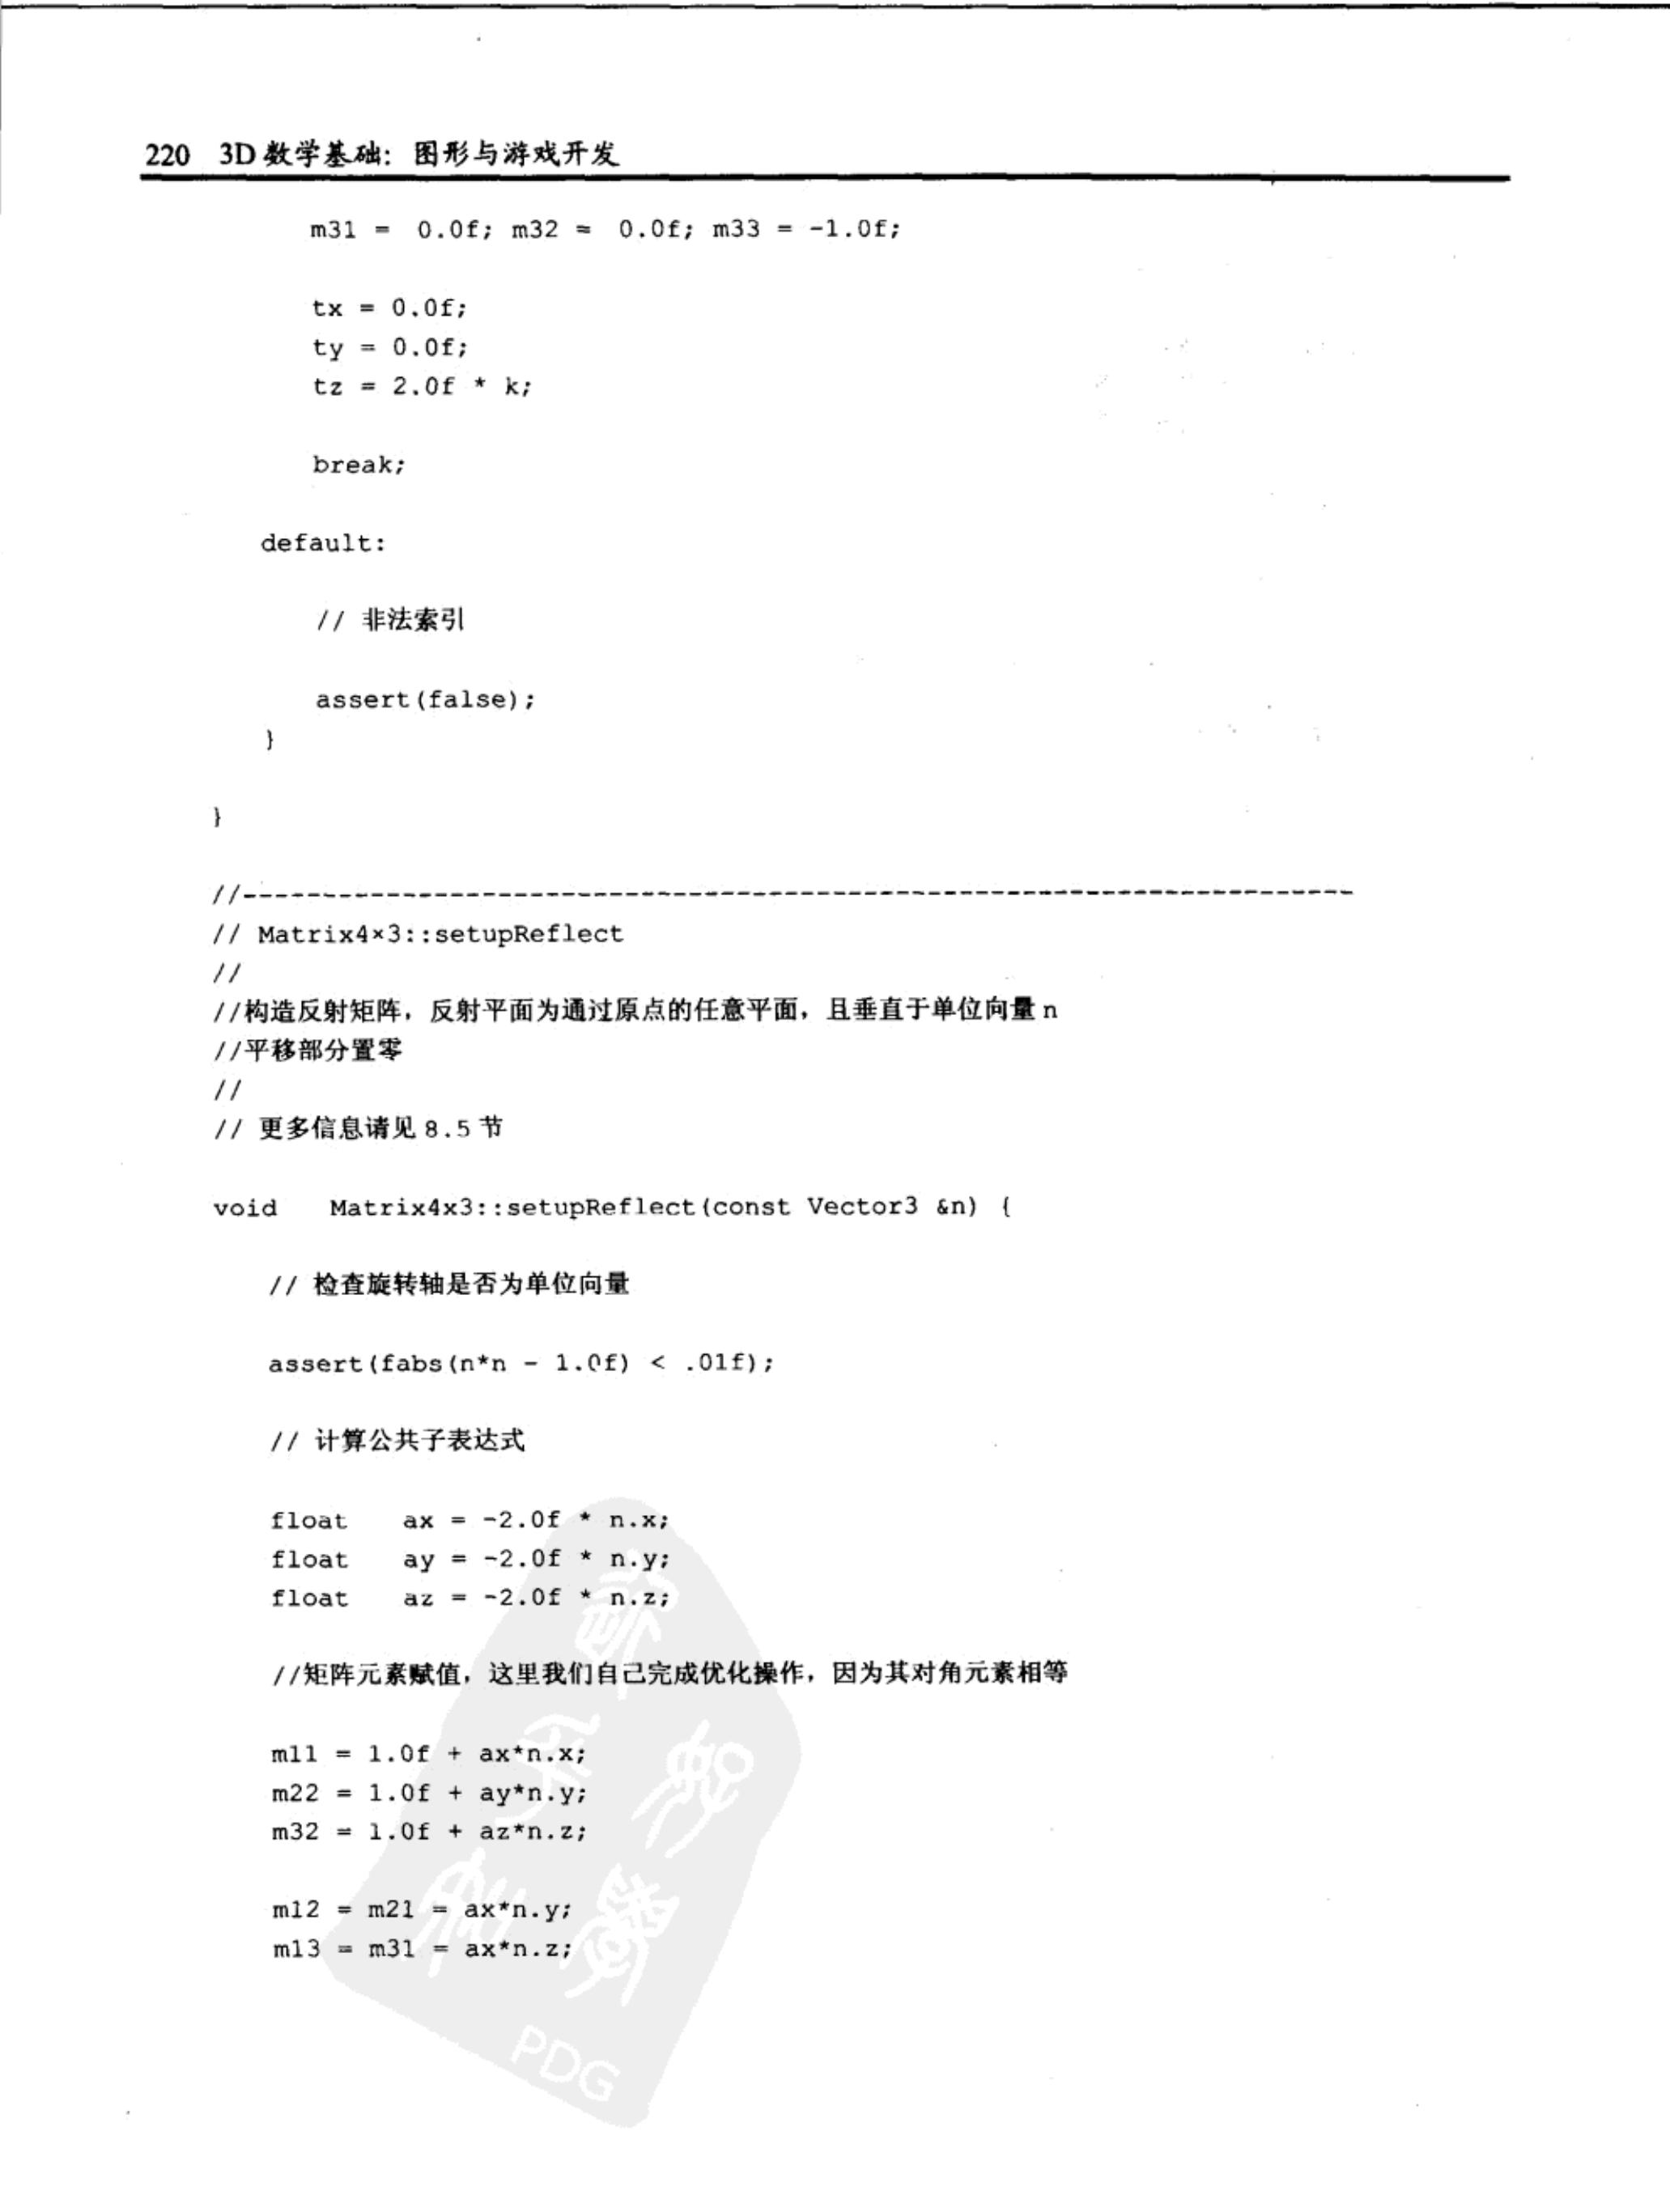 220 3D数学基础：图形与游戏开发
m31 = 0.0f; m32 = 0.0f; m33 = -1.0f;
tx = 0.0f;
ty = 0.0f;
tz = 2.0f * k;
break;
default:
// 非法索引
assert(false);
}
}
//----------------------------------------------------------------------
// Matrix4×3::setupReflect
//
//构造反射矩阵，反射平面为通过原点的任意平面，且垂直于单位向量 n
//平移部分置零
//
// 更多信息请见 8.5 节
void Matrix4x3::setupReflect(const Vector3 &n) {
// 检查旋转轴是否为单位向量
assert(fabs(n*n - 1.0f) < .01f);
// 计算公共子表达式
float ax = -2.0f * n.x;
float ay = -2.0f * n.y;
float az = -2.0f * n.z;
//矩阵元素赋值，这里我们自己完成优化操作，因为其对角元素相等
m11 = 1.0f + ax*n.x;
m22 = 1.0f + ay*n.y;
m32 = 1.0f + az*n.z;
m12 = m21 = ax*n.y;
m13 = m31 = ax*n.z;
PDG